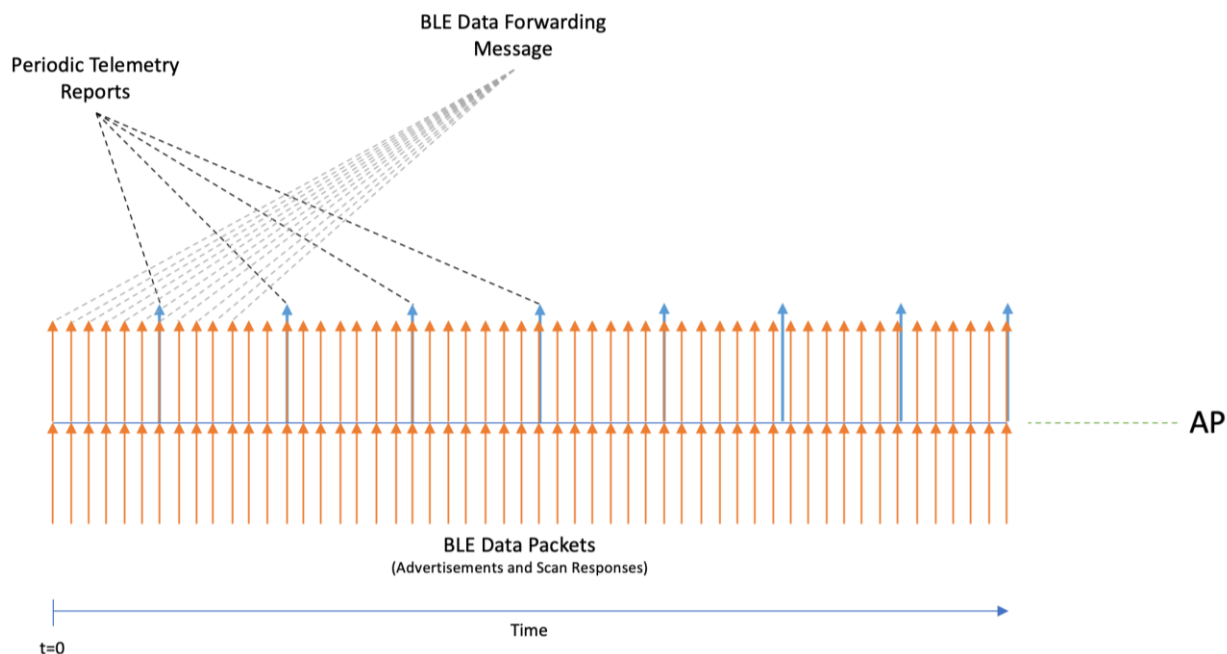 BLE Data Forwarding
Message
Periodic Telemetry
Reports
AP
BLE Data Packets
(Advertisements and Scan Responses)
Time
t=0